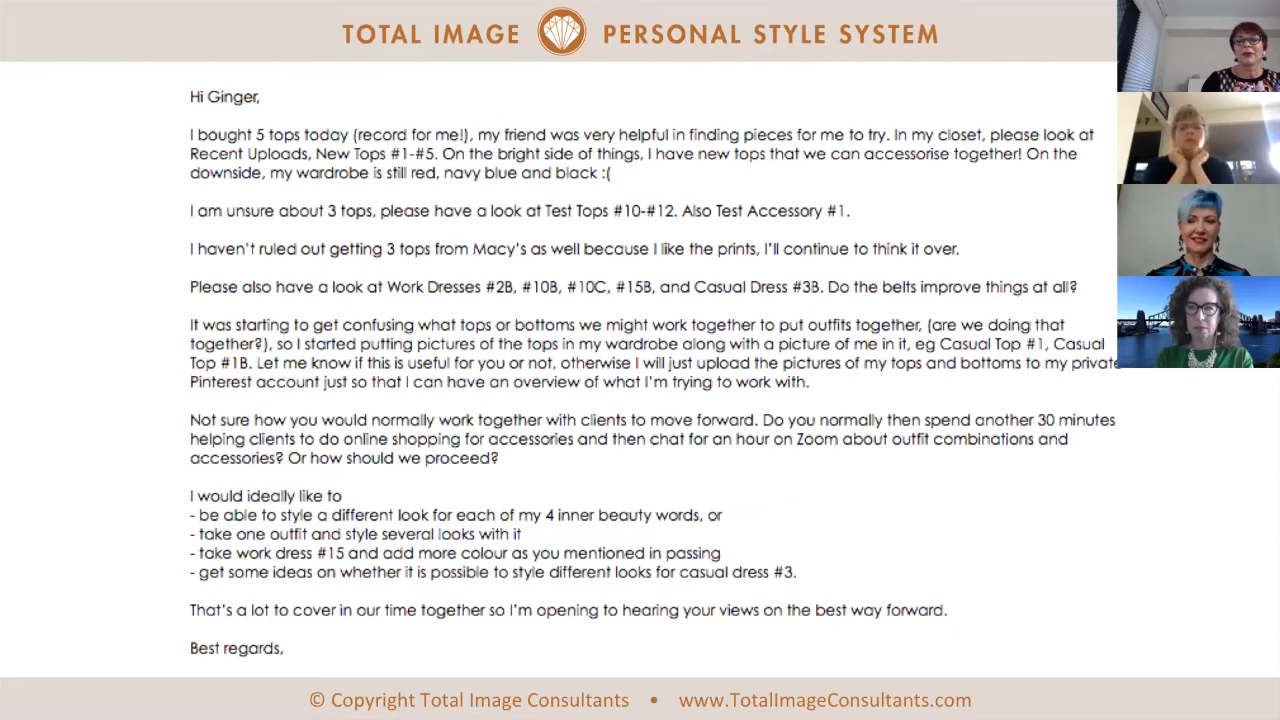 TOTAL IMAGE PERSONAL STYLE SYSTEM
Hi Ginger,
I bought 5 tops today (record for me!), my friend was very helpful in finding pieces for me to try. In my closet, please look at
Recent Uploads, New Tops #1-#5. On the bright side of things, I have new tops that we can accessorise together! On the
downside, my wardrobe is still red, navy blue and black :(
I am unsure about 3 tops, please have a look at Test Tops #10-#12. Also Test Accessory #1.
I haven't ruled out getting 3 tops from Macy's as well because I like the prints, I'll continue to think it over.
Please also have a look at Work Dresses #2B, #10B, #10C, #15B, and Casual Dress #3B. Do the belts improve things at all?
It was starting to get confusing what tops or bottoms we might work together to put outfits together, (are we doing that
together?), so I started putting pictures of the tops in my wardrobe along with a picture of me in it, eg Casual Top #1, Casual
Top #1B. Let me know if this is useful for you or not, otherwise I will just upload the pictures of my tops and bottoms to my private
Pinterest account just so that I can have an overview of what I'm trying to work with.
Not sure how you would normally work together with clients to move forward. Do you normally then spend another 30 minutes
helping clients to do online shopping for accessories and then chat for an hour on Zoom about outfit combinations and
accessories? Or how should we proceed?
I would ideally like to
- be able to style a different look for each of my 4 inner beauty words, or
- take one outfit and style several looks with it
- take work dress #15 and add more colour as you mentioned in passing
- get some ideas on whether it is possible to style different looks for casual dress #3.
That's a lot to cover in our time together so I'm opening to hearing your views on the best way forward.
Best regards,
© Copyright Total Image Consultants • www.TotalImageConsultants.com